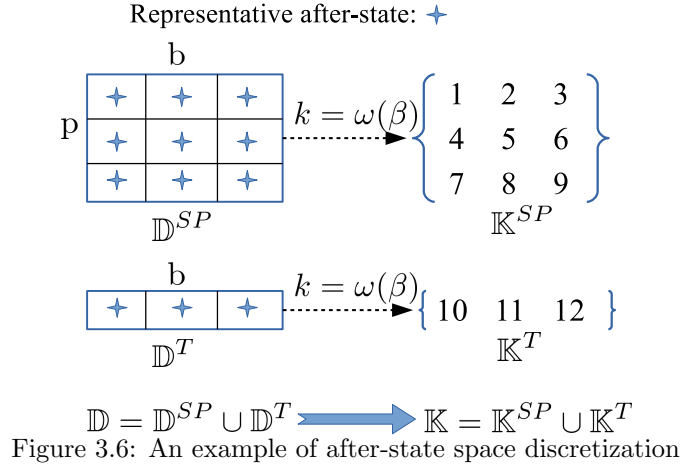 Representative after-state:
b
p
k = ω(β)
1 2 3
4 5 6
7 8 9
𝔻^{SP}
𝕂^{SP}
b
k = ω(β)
{ 10 11 12 }
𝔻^T
𝕂^T
𝔻 = 𝔻^{SP} ∪ 𝔻^T 𝕂 = 𝕂^{SP} ∪ 𝕂^T
Figure 3.6: An example of after-state space discretization